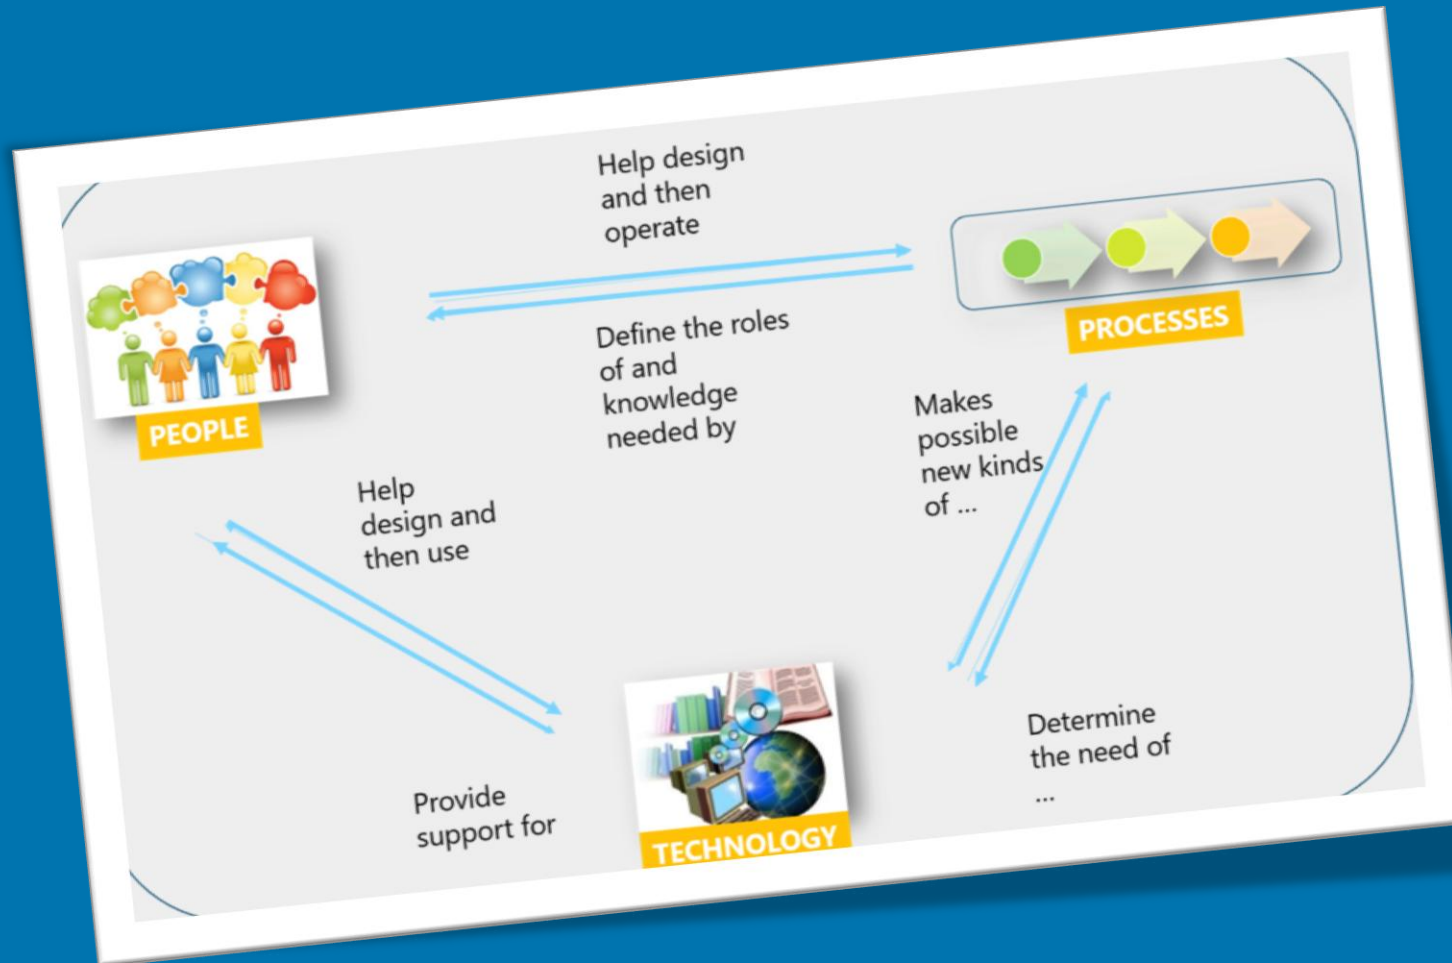 Help design
and then
operate
PROCESSES
Define the roles
of and
knowledge
needed by
PEOPLE
Makes
possible
new kinds
of ...
Help
design and
then use
Determine
the need of
...
Provide
support for
TECHNOLOGY